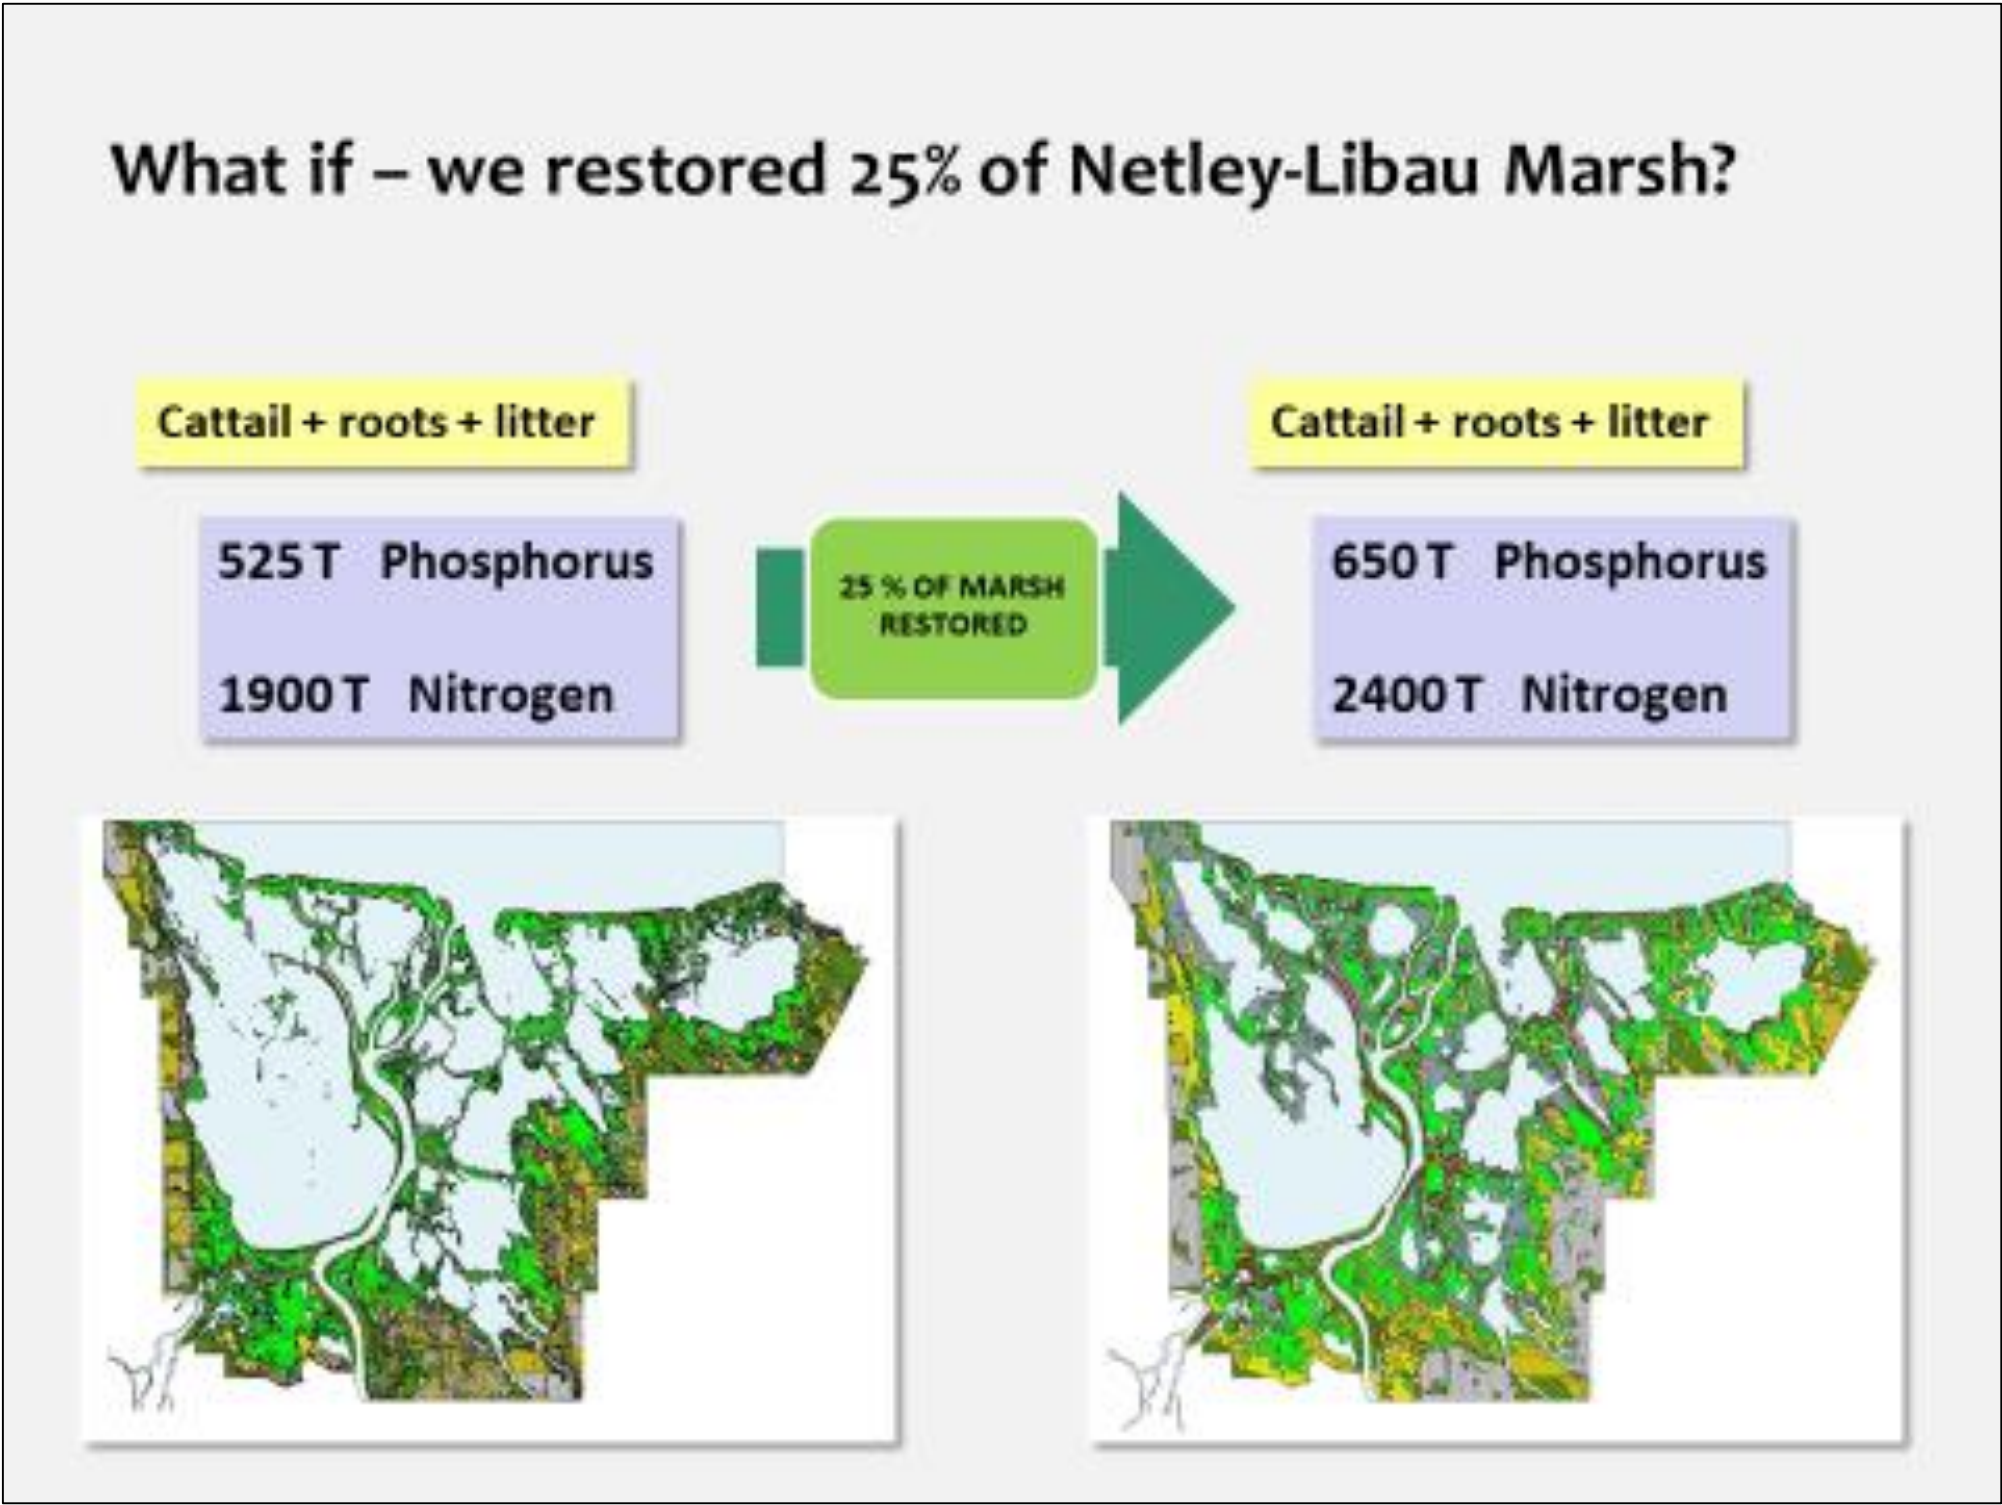 What if – we restored 25% of Netley-Libau Marsh?
Cattail + roots + litter
525 T Phosphorus
1900 T Nitrogen
25 % OF MARSH
RESTORED
Cattail + roots + litter
650 T Phosphorus
2400 T Nitrogen